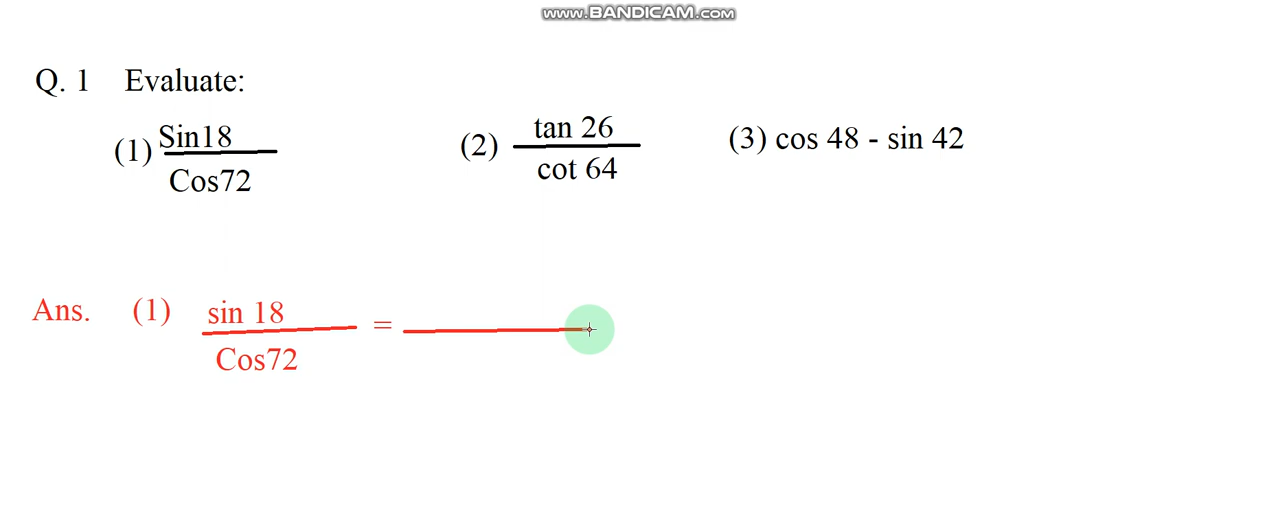 www.BANDICAM.com
Q. 1 Evaluate:
(1) Sin18 (2) tan 26 (3) cos 48 - sin 42
Cos72 cot 64
Ans. (1) sin 18 =
Cos72